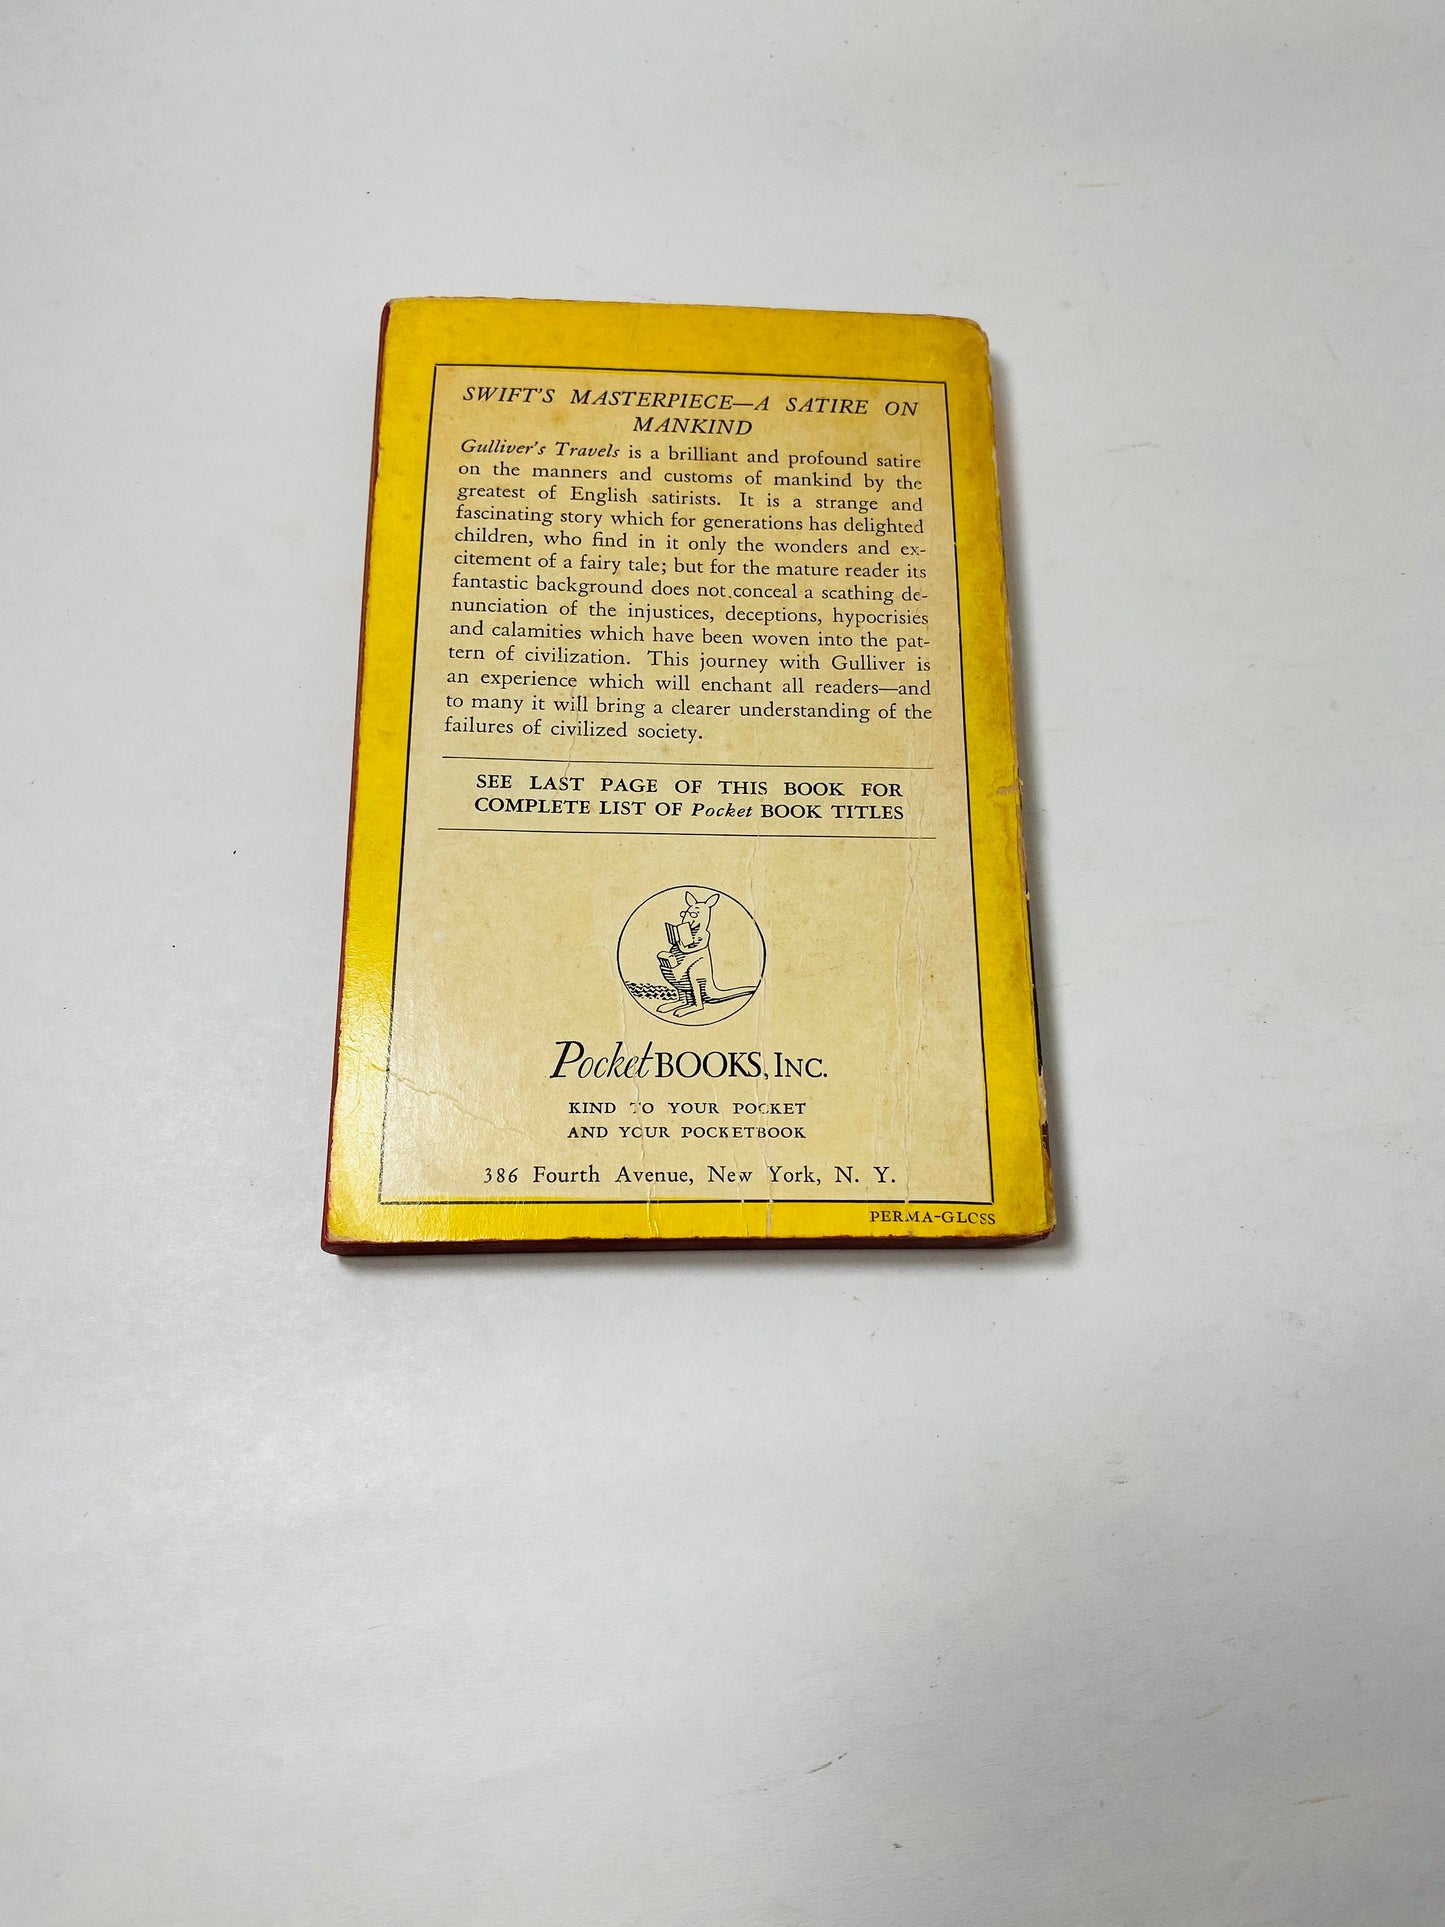 SWIFT'S MASTERPIECE—A SATIRE ON
MANKIND
Gulliver's Travels is a brilliant and profound satire
on the manners and customs of mankind by the
greatest of English satirists. It is a strange and
fascinating story which for generations has delighted
children, who find in it only the wonders and ex-
citement of a fairy tale; but for the mature reader its
fantastic background does not conceal a scathing de-
nunciation of the injustices, deceptions, hypocrisies
and calamities which have been woven into the pat-
tern of civilization. This journey with Gulliver is
an experience which will enchant all readers—and
to many it will bring a clearer understanding of the
failures of civilized society.
SEE LAST PAGE OF THIS BOOK FOR
COMPLETE LIST OF Pocket BOOK TITLES
Pocket BOOKS, INC.
KIND TO YOUR POCKET
AND YOUR POCKETBOOK
386 Fourth Avenue, New York, N. Y.
PERMA-GLOSS